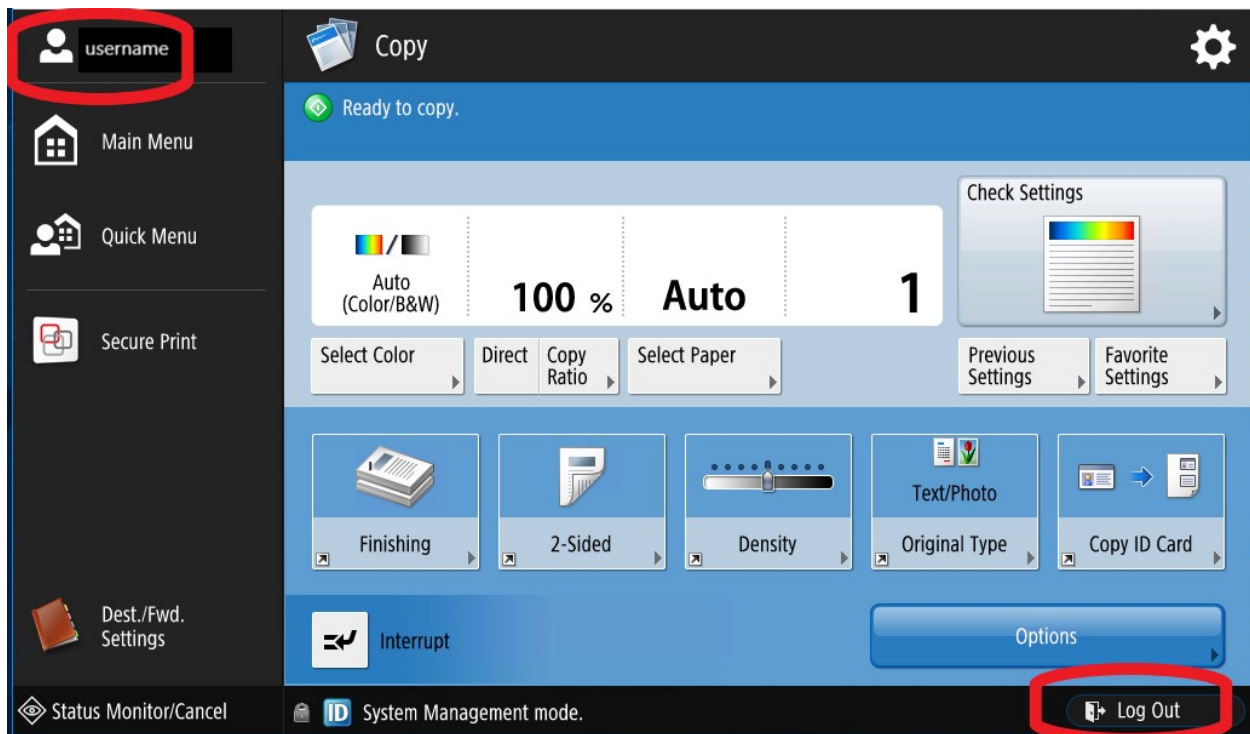 username
Copy
Main Menu
Quick Menu
Secure Print
Dest./Fwd.
Settings
Status Monitor/Cancel
Ready to copy.
Check Settings
Auto
(Color/B&W)
100 %
Auto
1
Select Color
Direct
Copy
Ratio
Select Paper
Previous
Settings
Favorite
Settings
Finishing
2-Sided
Density
Text/Photo
Original Type
Copy ID Card
Interrupt
Options
ID System Management mode.
Log Out